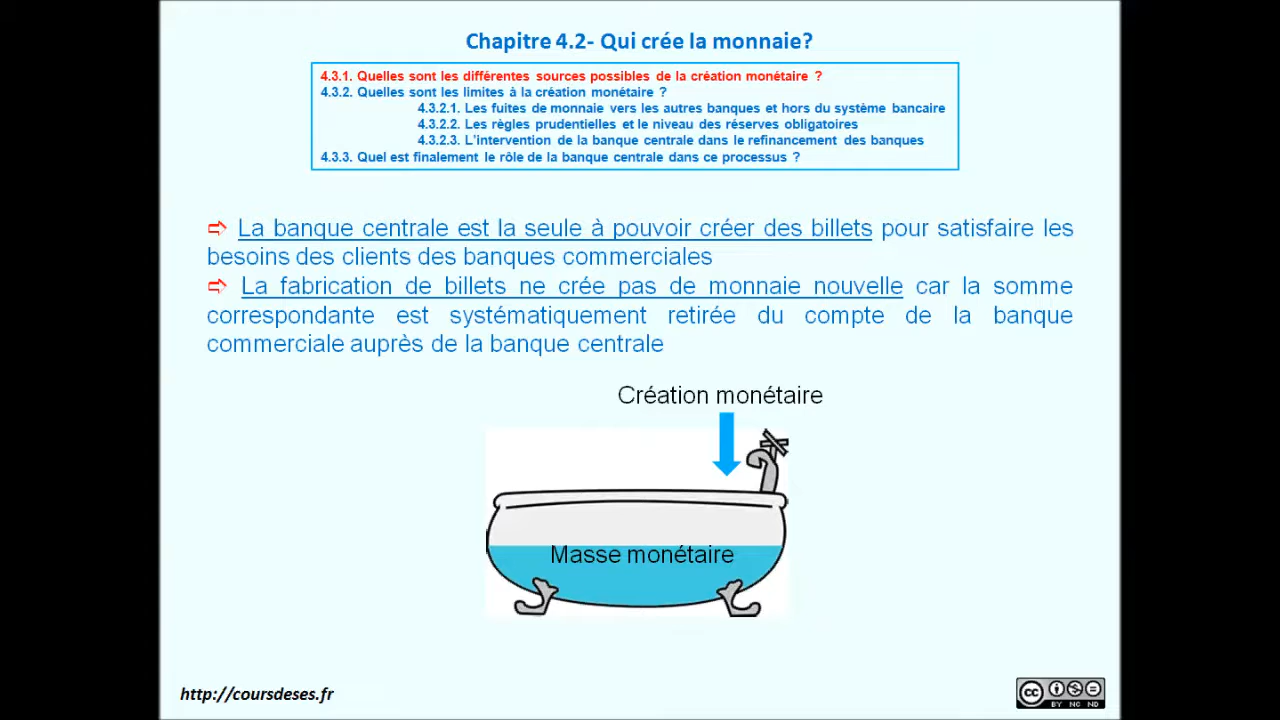 Chapitre 4.2- Qui crée la monnaie?
4.3.1. Quelles sont les différentes sources possibles de la création monétaire ?
4.3.2. Quelles sont les limites à la création monétaire ?
4.3.2.1. Les fuites de monnaie vers les autres banques et hors du système bancaire
4.3.2.2. Les règles prudentielles et le niveau des réserves obligatoires
4.3.2.3. L'intervention de la banque centrale dans le refinancement des banques
4.3.3. Quel est finalement le rôle de la banque centrale dans ce processus ?
⇨ La banque centrale est la seule à pouvoir créer des billets pour satisfaire les
besoins des clients des banques commerciales
⇨ La fabrication de billets ne crée pas de monnaie nouvelle car la somme
correspondante est systématiquement retirée du compte de la banque
commerciale auprès de la banque centrale
Création monétaire
Masse monétaire
http://coursdeses.fr
cc
BY NC ND